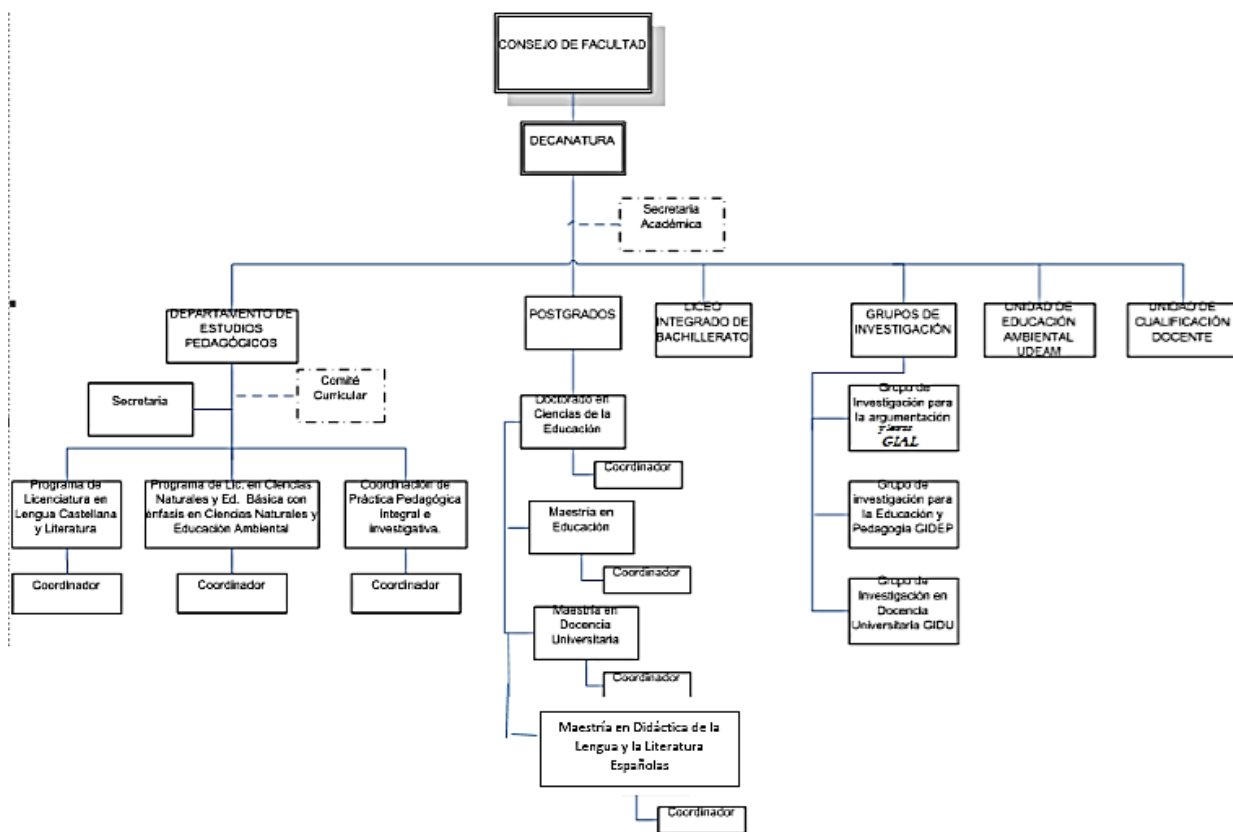 CONSEJO DE FACULTAD
DECANATURA
Secretaria
Académica
DEPARTAMENTO DE
ESTUDIOS
PEDAGÓGICOS
POSTGRADOS
LICEO
INTEGRADO DE
BACHILLERATO
GRUPOS DE
INVESTIGACIÓN
UNIDAD DE
EDUCACIÓN
AMBIENTAL
UDEAM
UNIDAD DE
CUALIFICACIÓN
DOCENTE
Secretaria
Comité
Curricular
Programa de
Licenciatura en
Lengua Castellana
y Literatura
Programa de Lic. en Ciencias
Naturales y Ed. Básica con
énfasis en Ciencias Naturales y
Educación Ambiental
Coordinación de
Práctica Pedagógica
Integral e
investigativa.
Coordinador
Coordinador
Coordinador
Doctorado en
Ciencias de la
Educación
Coordinador
Maestría en
Educación
Coordinador
Maestría en
Docencia
Universitaria
Coordinador
Maestría en Didáctica de la
Lengua y la Literatura
Españolas
Coordinador
Grupo de
Investigación para
la argumentación
y letras
GIAL
Grupo de
investigación para
la Educación y
Pedagogía GIDEP
Grupo de
Investigación en
Docencia
Universitaria GIDU